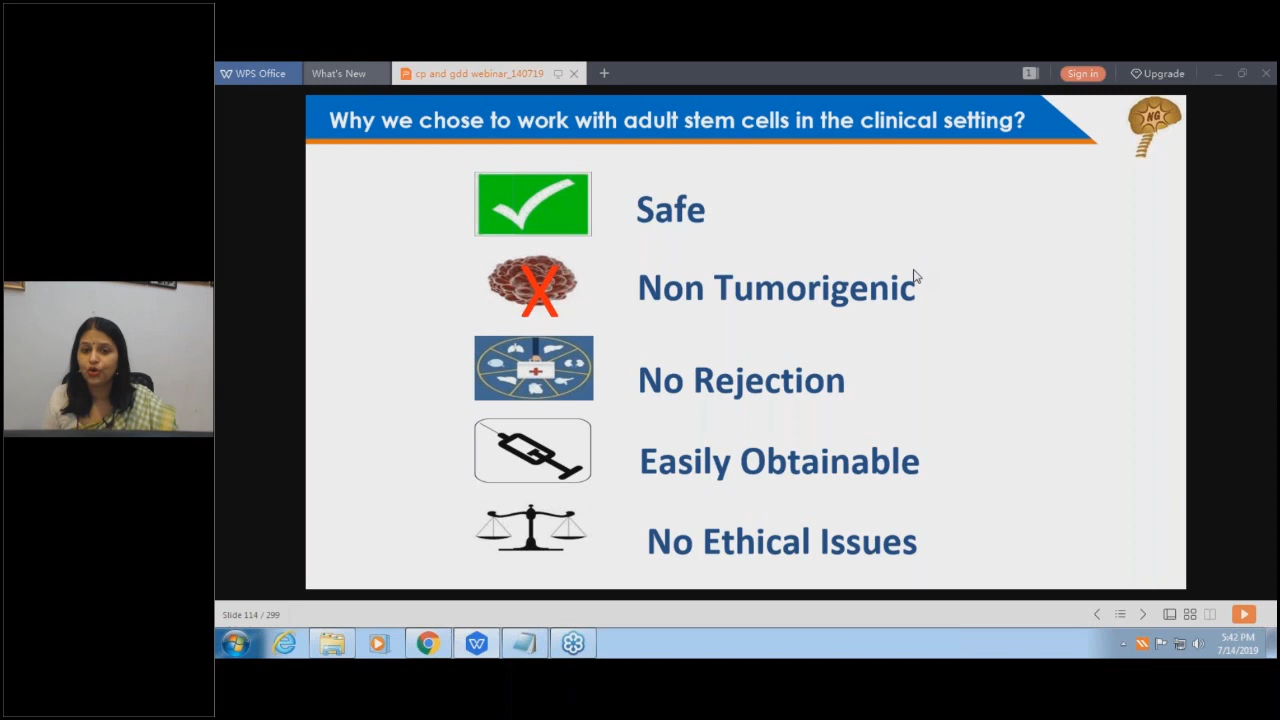 WPS Office
What's New
cp and gdd webinar_140719
1
Sign in
Upgrade
Why we chose to work with adult stem cells in the clinical setting?
NG
Safe
X
Non Tumorigenic
No Rejection
Easily Obtainable
No Ethical Issues
Slide 114 / 299
5:42 PM
7/14/2019